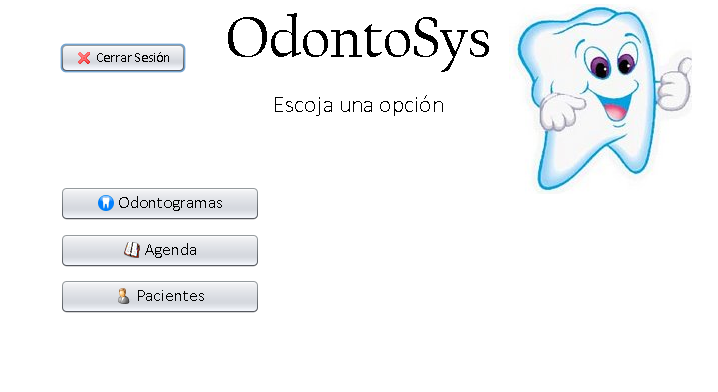 OdontoSys
Cerrar Sesión
Escoja una opción
Odontogramas
Agenda
Pacientes